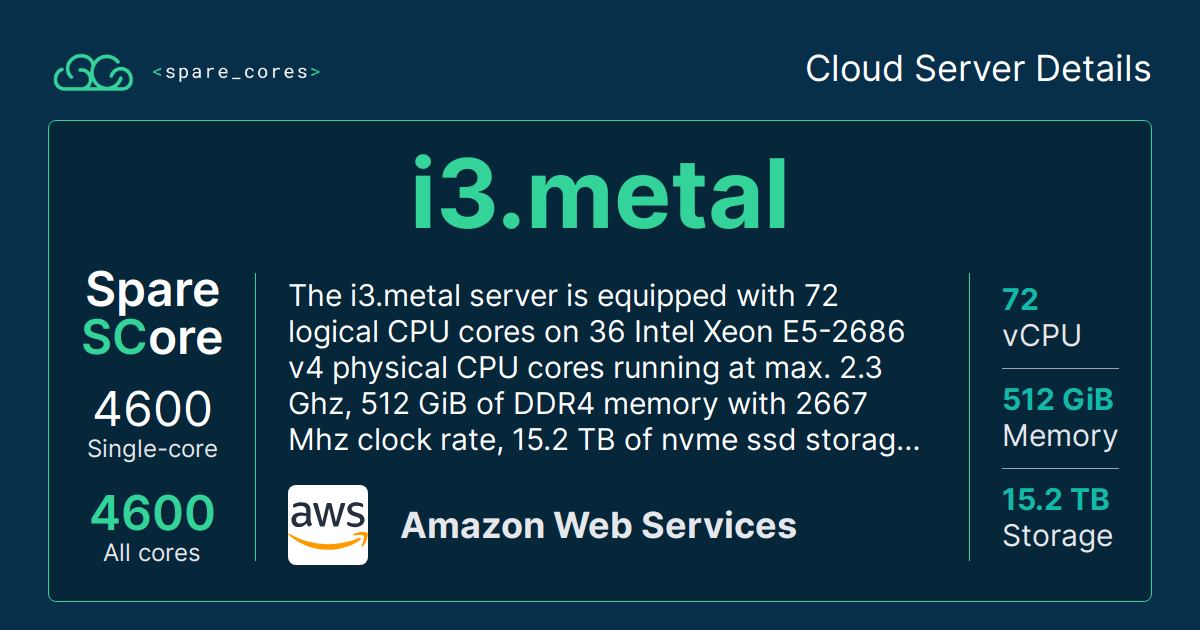 <spare_cores>
Cloud Server Details
i3.metal
Spare
SCore
4600
Single-core
4600
All cores
The i3.metal server is equipped with 72
logical CPU cores on 36 Intel Xeon E5-2686
v4 physical CPU cores running at max. 2.3
Ghz, 512 GiB of DDR4 memory with 2667
Mhz clock rate, 15.2 TB of nvme ssd storag...
aws
Amazon Web Services
72
vCPU
512 GiB
Memory
15.2 TB
Storage